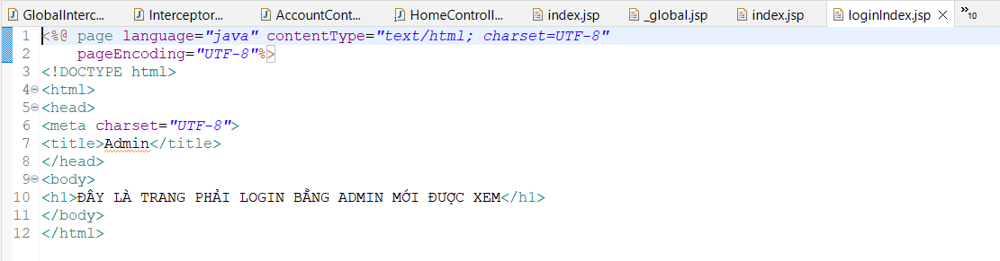 GlobalInterc... Interceptor... AccountCont... HomeControll... index.jsp _global.jsp index.jsp loginIndex.jsp »10
1 <%@ page language="java" contentType="text/html; charset=UTF-8"
2 pageEncoding="UTF-8"%>
3 <!DOCTYPE html>
4 <html>
5 <head>
6 <meta charset="UTF-8">
7 <title>Admin</title>
8 </head>
9 <body>
10 <h1>ĐÂY LÀ TRANG PHẢI LOGIN BẰNG ADMIN MỚI ĐƯỢC XEM</h1>
11 </body>
12 </html>